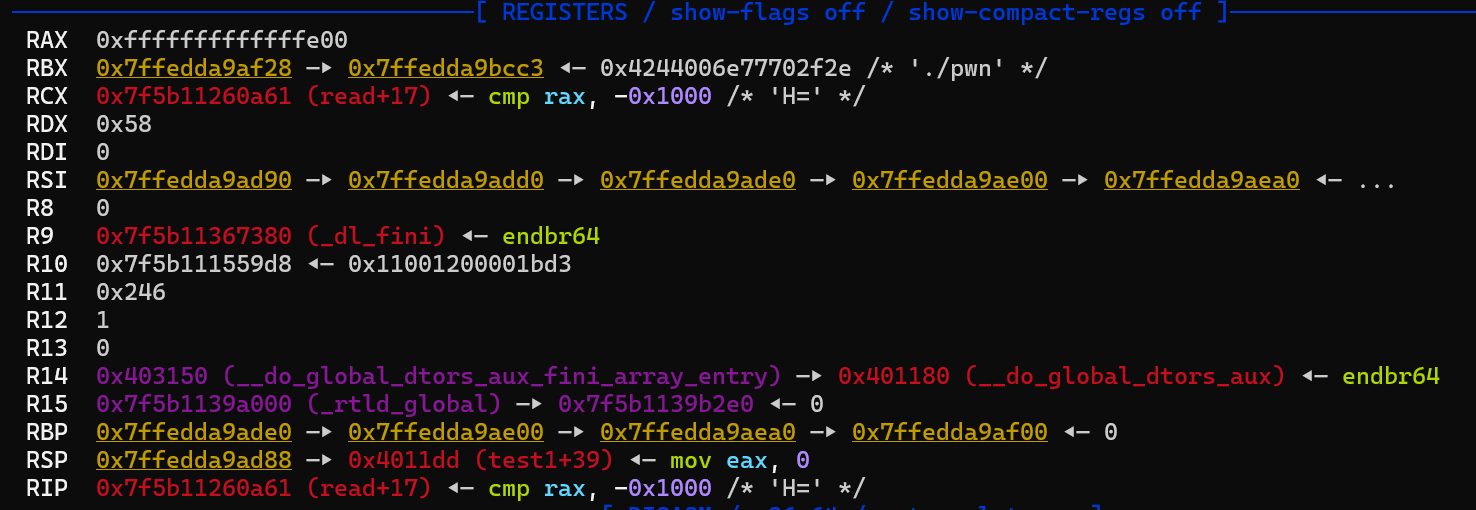 [ REGISTERS / show-flags off / show-compact-regs off ]
RAX 0xfffffffffffffe00
RBX 0x7ffedda9af28 —▸ 0x7ffedda9bcc3 ◂— 0x4244006e77702f2e /* './pwn' */
RCX 0x7f5b11260a61 (read+17) ◂— cmp rax, -0x1000 /* 'H=' */
RDX 0x58
RDI 0
RSI 0x7ffedda9ad90 —▸ 0x7ffedda9add0 —▸ 0x7ffedda9ade0 —▸ 0x7ffedda9ae00 —▸ 0x7ffedda9aea0 ◂— ...
R8 0
R9 0x7f5b11367380 (_dl_fini) ◂— endbr64
R10 0x7f5b111559d8 ◂— 0x11001200001bd3
R11 0x246
R12 1
R13 0
R14 0x403150 (__do_global_dtors_aux_fini_array_entry) —▸ 0x401180 (__do_global_dtors_aux) ◂— endbr64
R15 0x7f5b1139a000 (_rtld_global) —▸ 0x7f5b1139b2e0 ◂— 0
RBP 0x7ffedda9ade0 —▸ 0x7ffedda9ae00 —▸ 0x7ffedda9aea0 —▸ 0x7ffedda9af00 ◂— 0
RSP 0x7ffedda9ad88 —▸ 0x4011dd (test1+39) ◂— mov eax, 0
RIP 0x7f5b11260a61 (read+17) ◂— cmp rax, -0x1000 /* 'H=' */